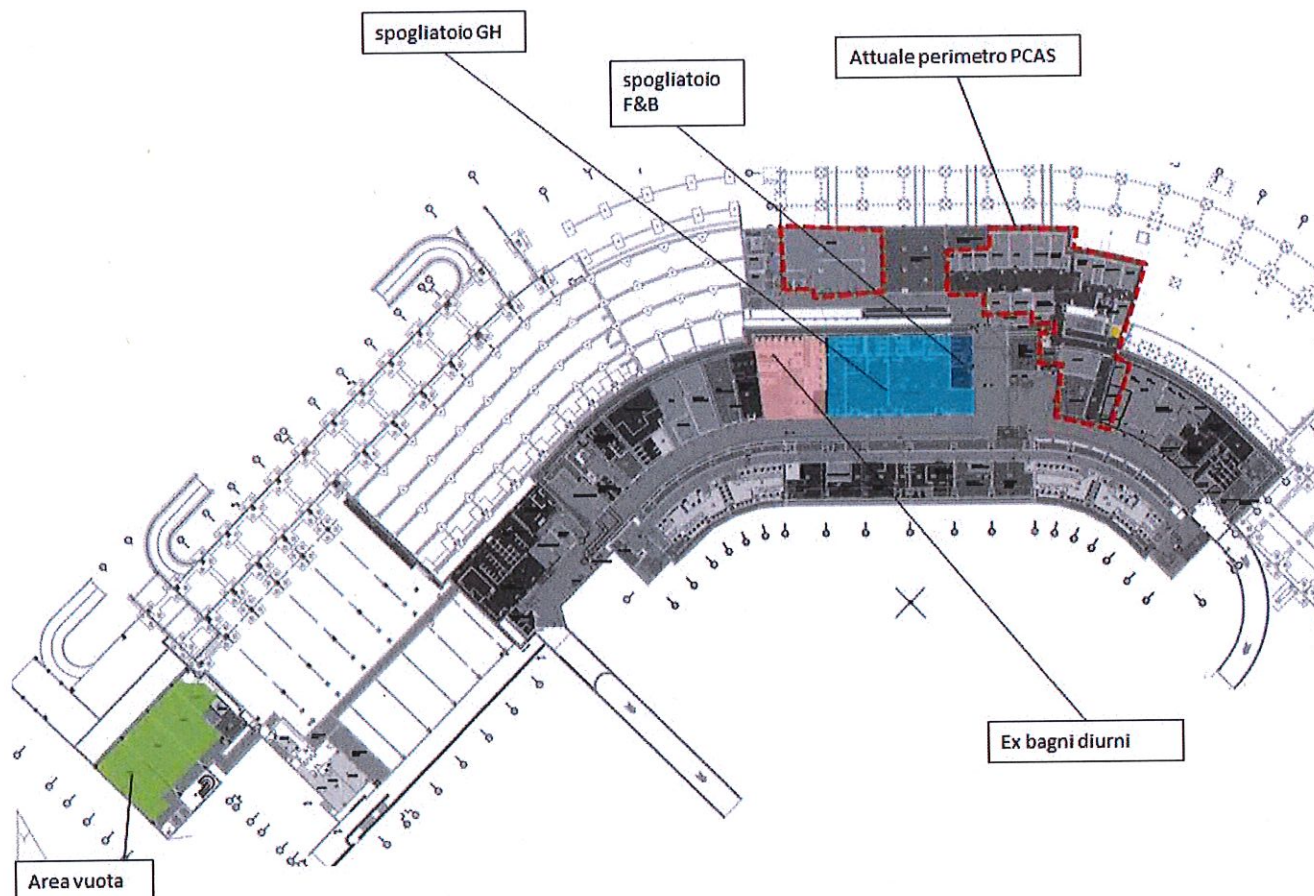 spogliatoio GH
Attuale perimetro PCAS
spogliatoio
F&B
Ex bagni diurni
Area vuota